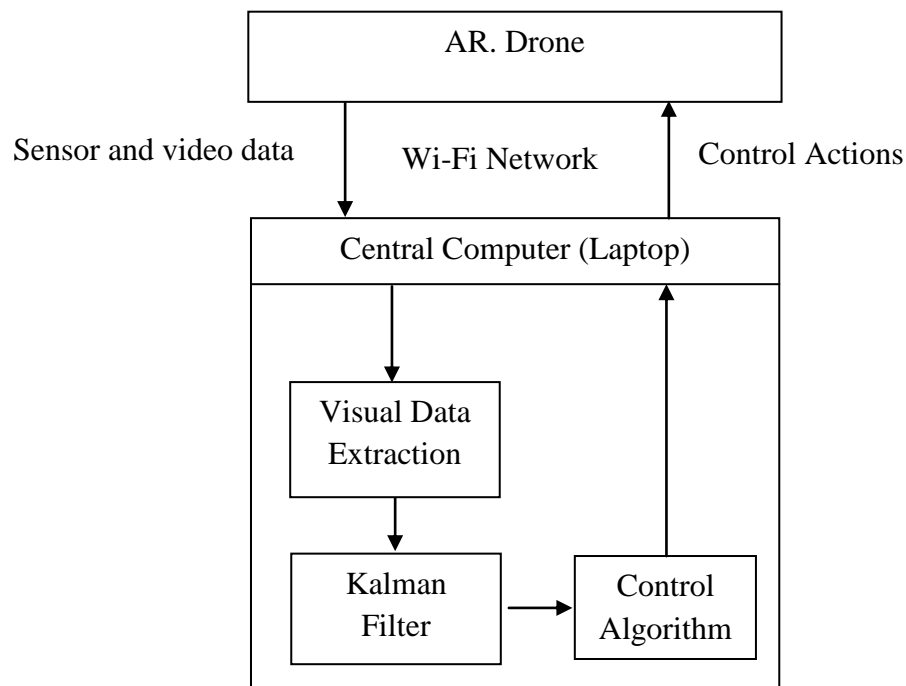 AR. Drone
Sensor and video data
Wi-Fi Network
Control Actions
Central Computer (Laptop)
Visual Data
Extraction
Kalman
Filter
Control
Algorithm